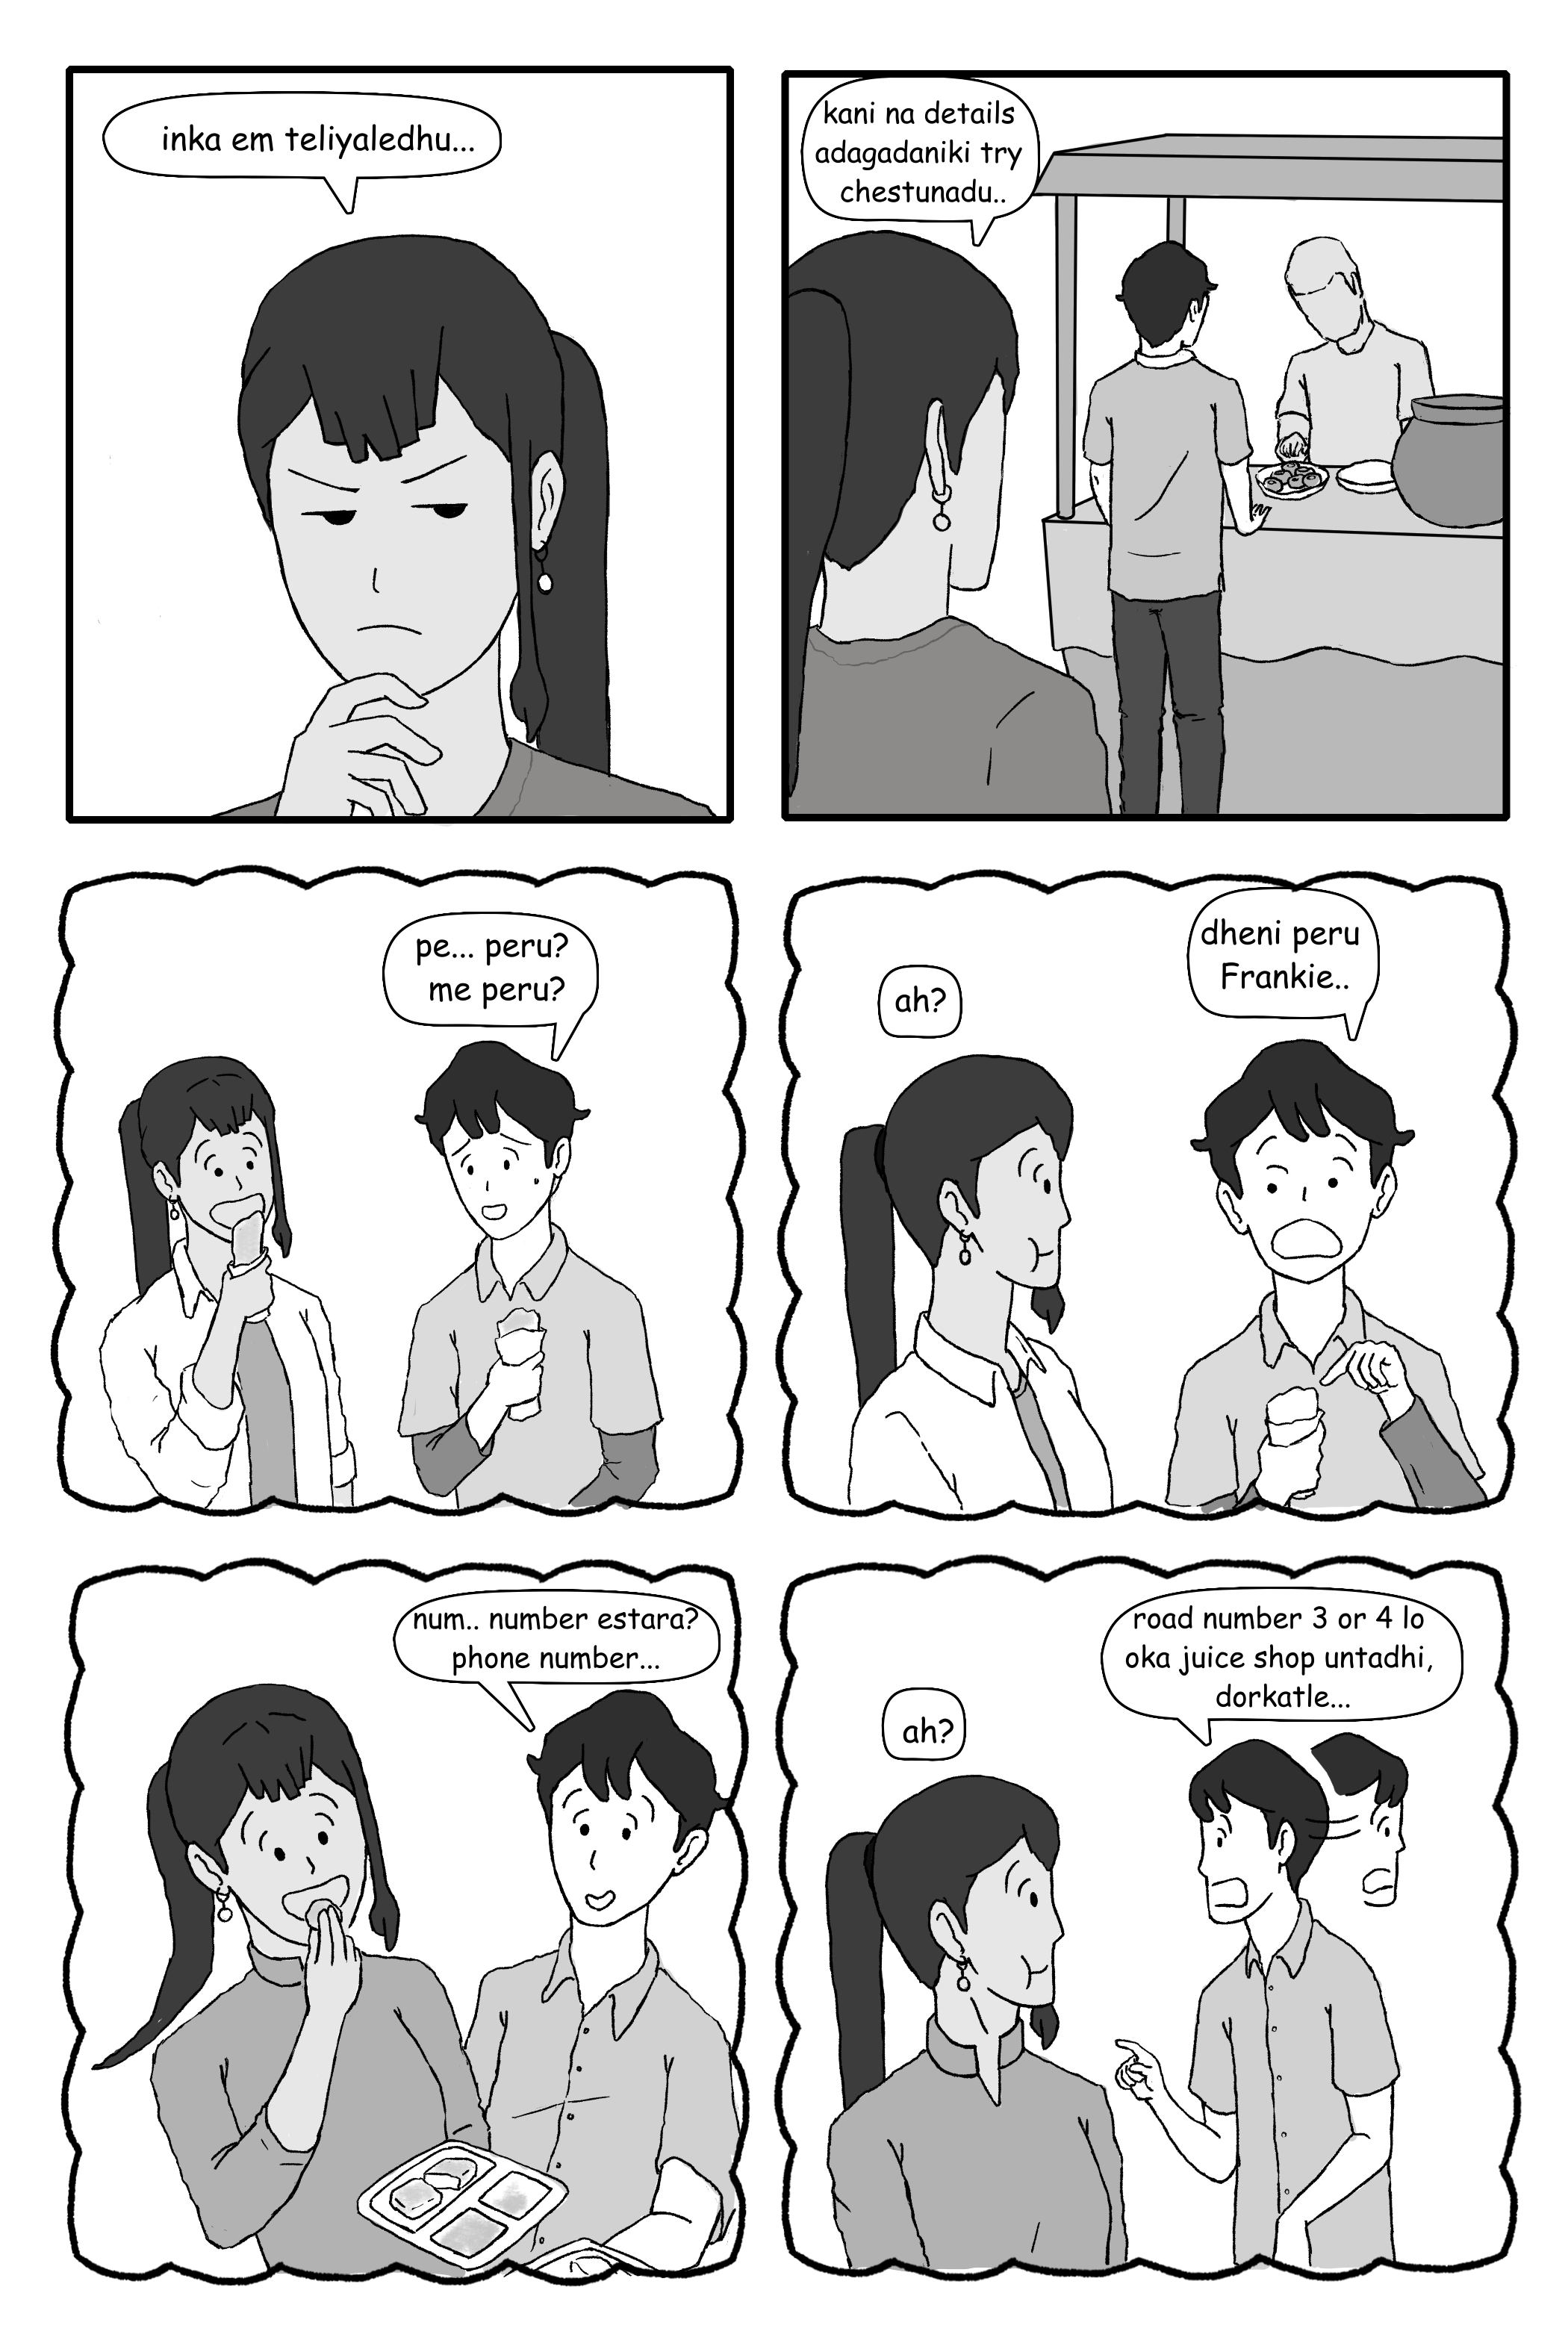 inka em teliyaledhu...
kani na details
adagadaniki try
chestunadu..
pe... peru?
me peru?
ah?
dheni peru
Frankie..
num.. number estara?
phone number...
ah?
road number 3 or 4 lo
oka juice shop untadhi,
dorkatle...